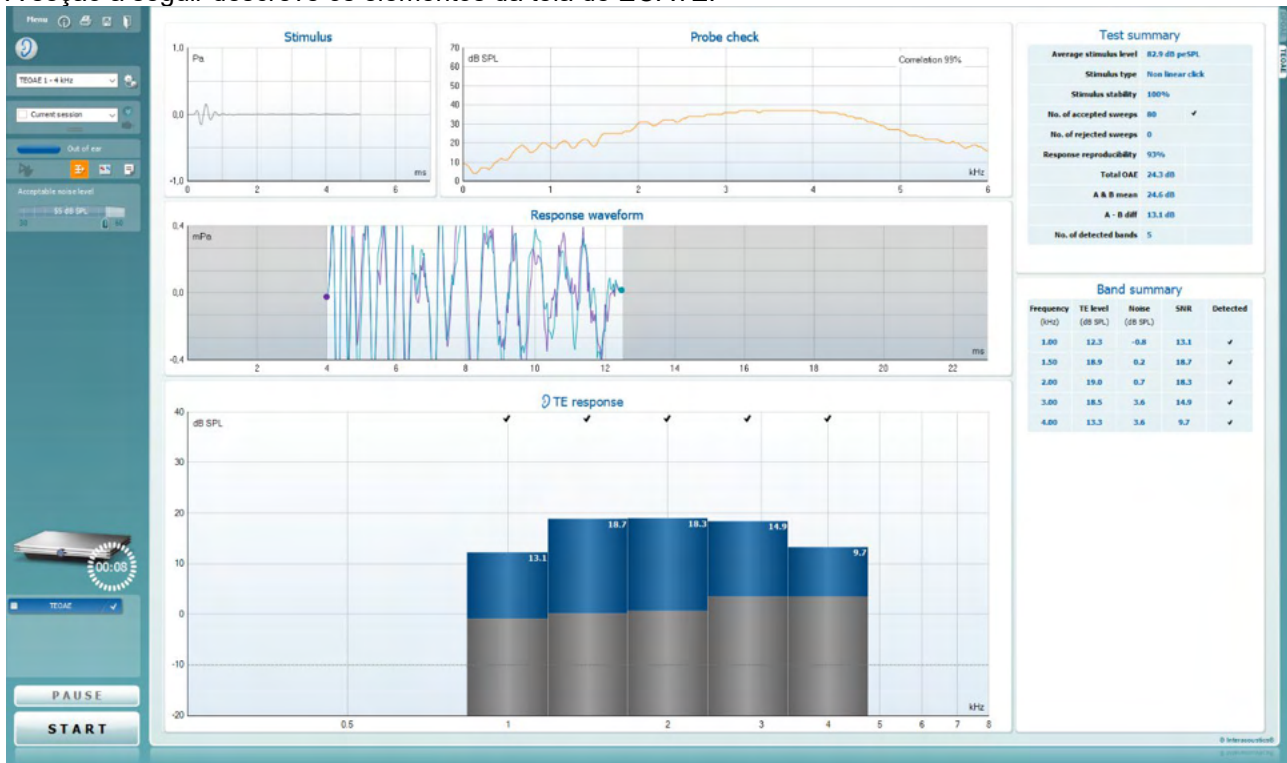 Menu
TEOAE 1 - 4 kHz
Current session
Out of ear
Acceptable noise level
55 dB SPL
30 60
00:08
TEOAE
PAUSE
START
Stimulus
1,0
Pa
0,0
-1,0
ms
0 2 4 6
Probe check
70
dB SPL
Correlation 99%
60
50
40
30
20
10
0
kHz
0 1 2 3 4 5 6
Response waveform
0,4
mPa
0,0
-0,4
ms
2 4 6 8 10 12 14 16 18 20 22
TE response
40
dB SPL
30
20
10
0
-10
-20
18.7 18.3 14.9
13.1 9.7
kHz
0.5 1 2 3 4 5 6 7 8
Test summary
Average stimulus level 82.9 dB peSPL
Stimulus type Non linear click
Stimulus stability 100%
No. of accepted sweeps 80 ✔
No. of rejected sweeps 0
Response reproducibility 93%
Total OAE 24.3 dB
A & B mean 24.6 dB
A - B diff 13.1 dB
No. of detected bands 5
Band summary
Frequency TE level Noise SNR Detected
(kHz) (dB SPL) (dB SPL)
1.00 12.3 -0.8 13.1 ✔
1.50 18.9 0.2 18.7 ✔
2.00 19.0 0.7 18.3 ✔
3.00 18.5 3.6 14.9 ✔
4.00 13.3 3.6 9.7 ✔
TEOAE
© Interacoustics®